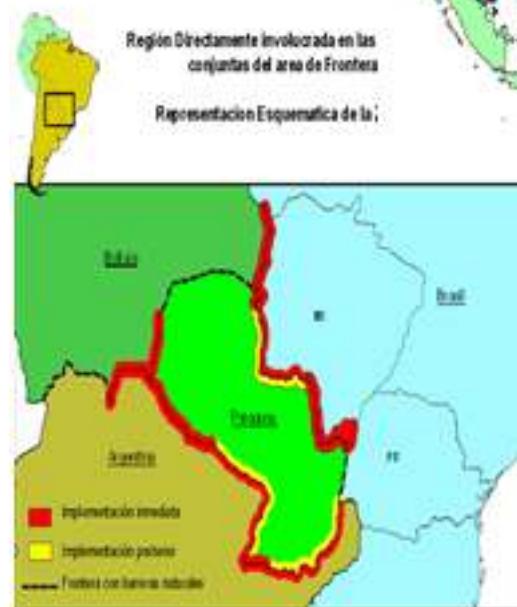 Región Directamente involucrada en las
conjuntas del area de Frontera
Representacion Esquematica de la
Bolivia
Brasil
Paraguay
Argentina
Implementación inmediata
Implementación posterior
Frontera con barreras naturales